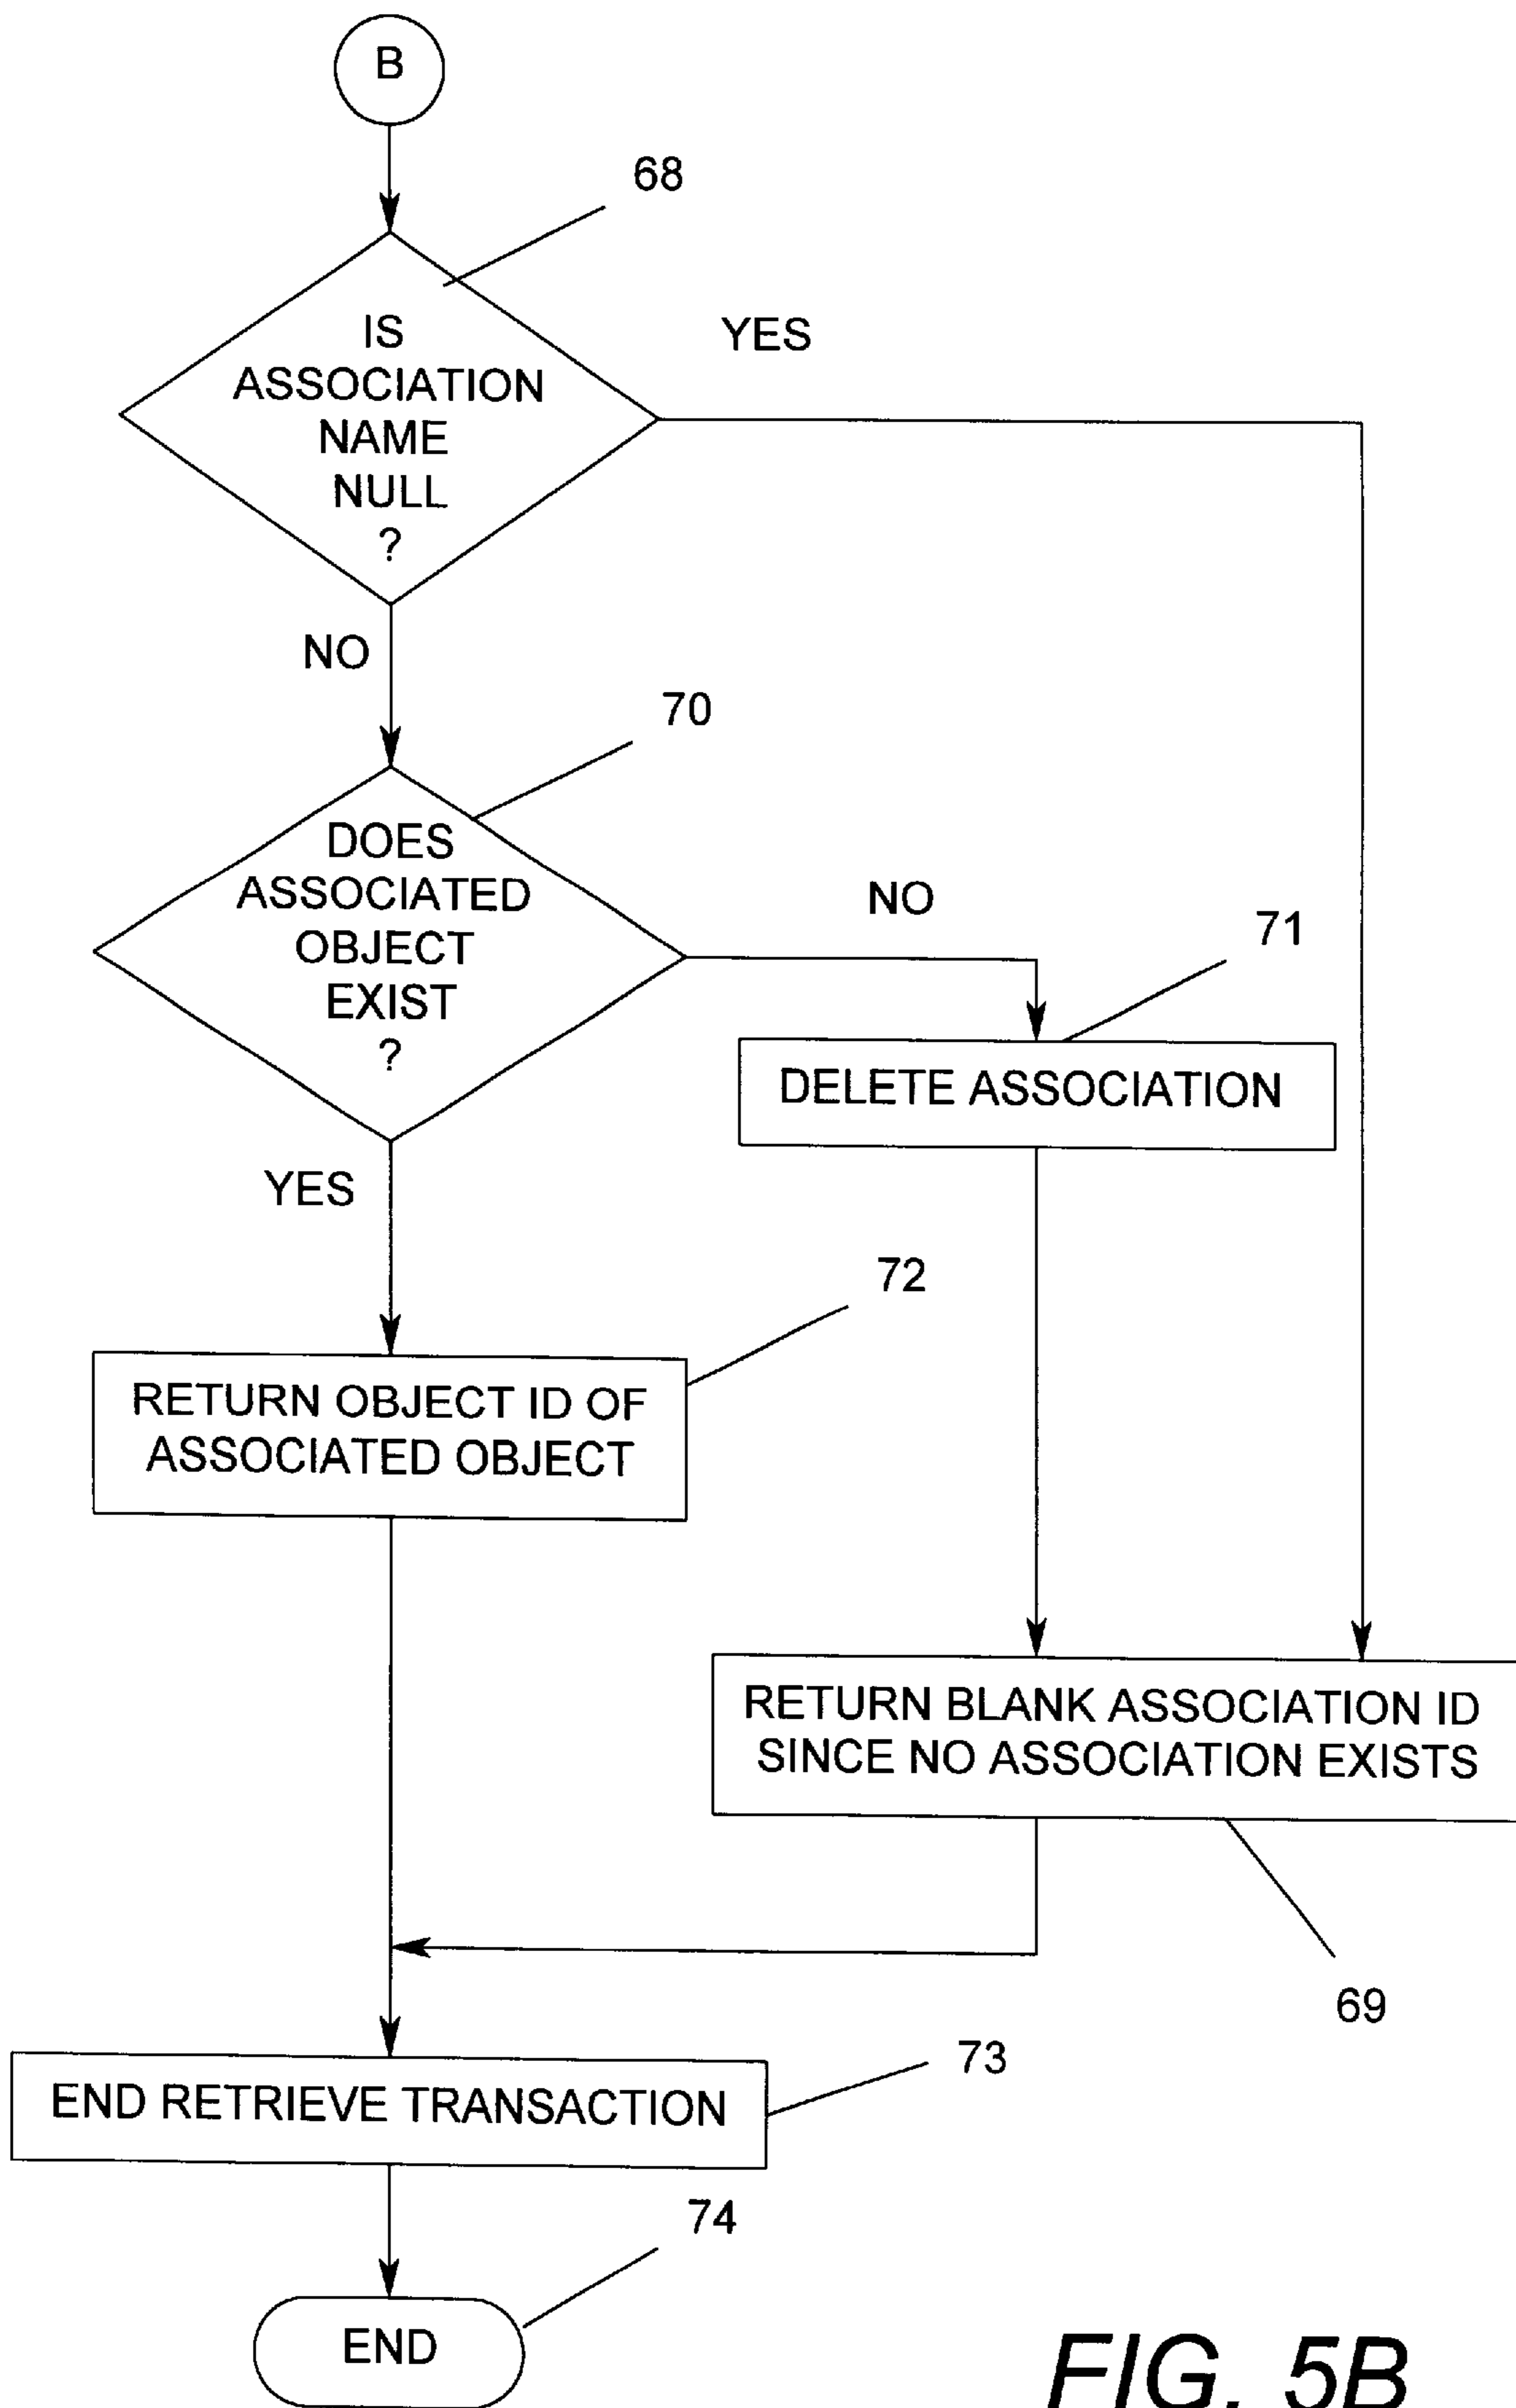 B
68
IS
ASSOCIATION
NAME
NULL
?
YES
NO
70
DOES
ASSOCIATED
OBJECT
EXIST
?
NO
71
DELETE ASSOCIATION
YES
72
RETURN OBJECT ID OF
ASSOCIATED OBJECT
RETURN BLANK ASSOCIATION ID
SINCE NO ASSOCIATION EXISTS
69
73
END RETRIEVE TRANSACTION
74
END
FIG. 5B